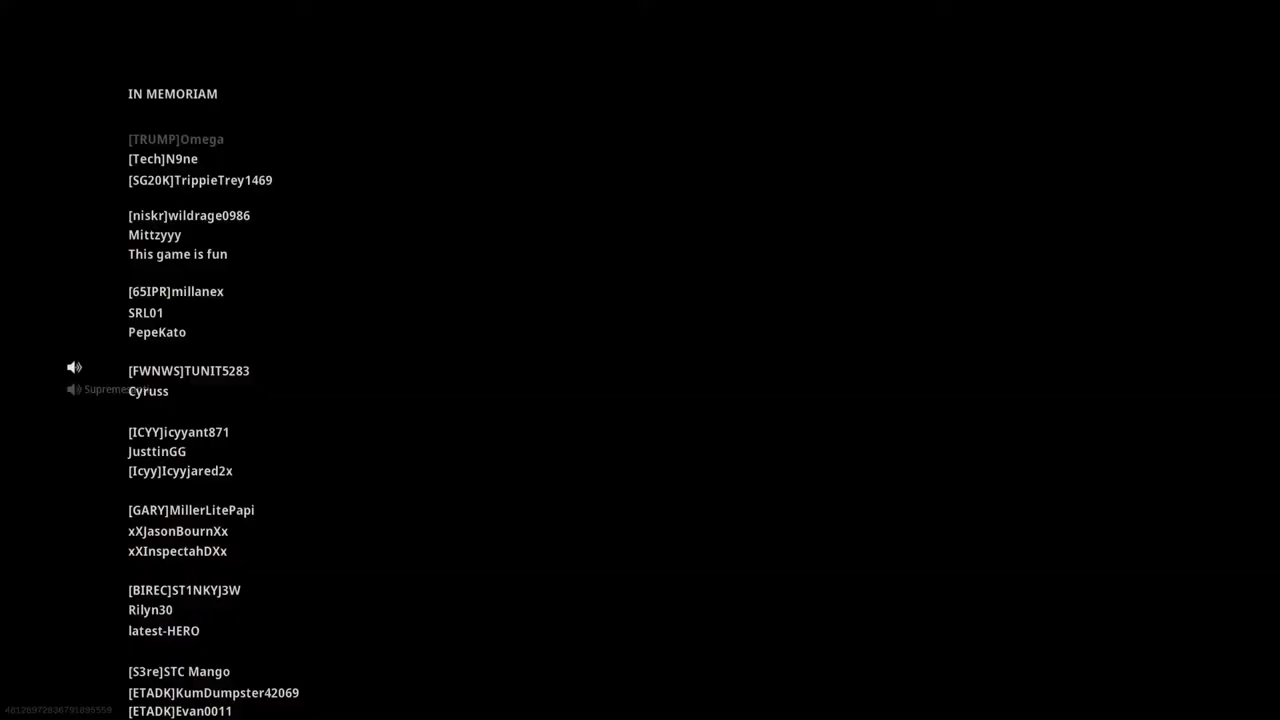 IN MEMORIAM
[TRUMP]Omega
[Tech]N9ne
[SG20K]TrippieTrey1469
[niskr]wildrage0986
Mittzyyy
This game is fun
[65IPR]millanex
SRL01
PepeKato
[FWNWS]TUNIT5283
Cyruss
[ICYY]icyyant871
JusttinGG
[Icyy]Icyyjared2x
[GARY]MillerLitePapi
xXJasonBournXx
xXInspectahDXx
[BIREC]ST1NKYJ3W
Rilyn30
latest-HERO
[S3re]STC Mango
[ETADK]KumDumpster42069
[ETADK]Evan0011